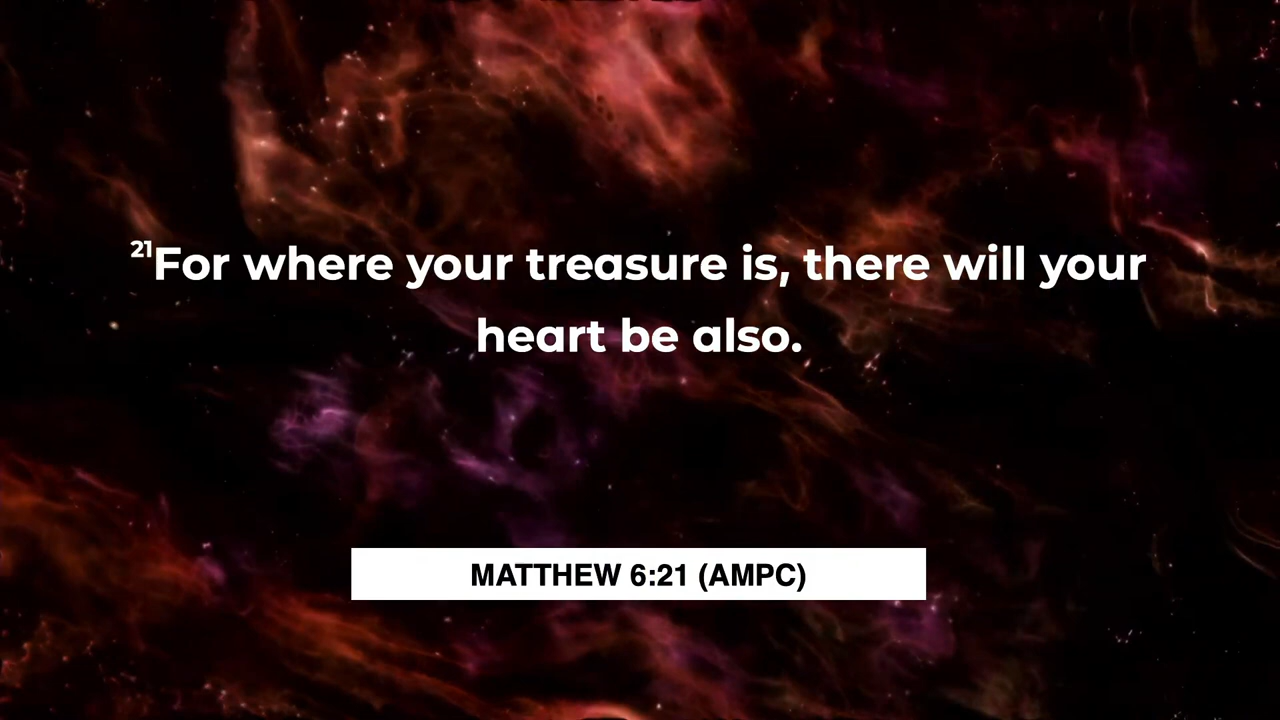 21For where your treasure is, there will your
heart be also.
MATTHEW 6:21 (AMPC)